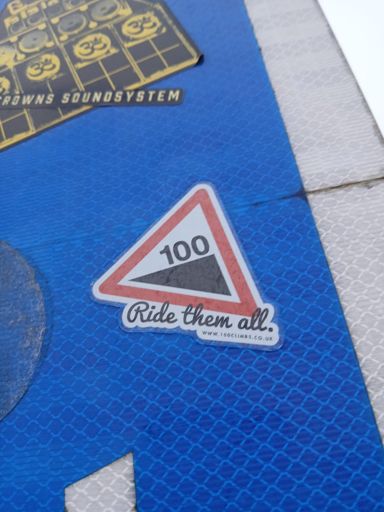 CROWNS SOUNDSYSTEM
100
Ride them all.
WWW.100CLIMBS.CO.UK